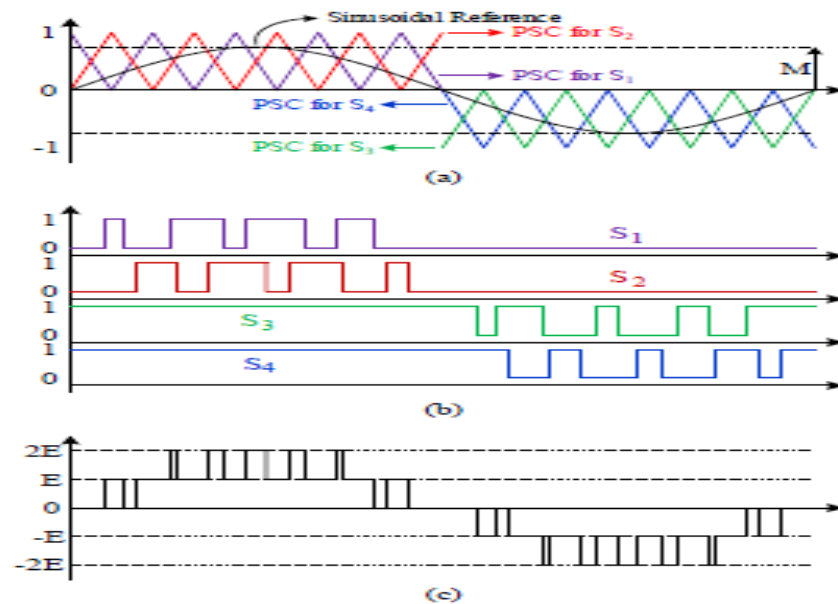 Sinusoidal Reference
1
PSC for S2
M
0
PSC for S1
PSC for S4
-1
PSC for S3
(a)
1
0
S1
1
0
S2
1
0
S3
1
0
S4
(b)
2E
E
0
-E
-2E
(c)